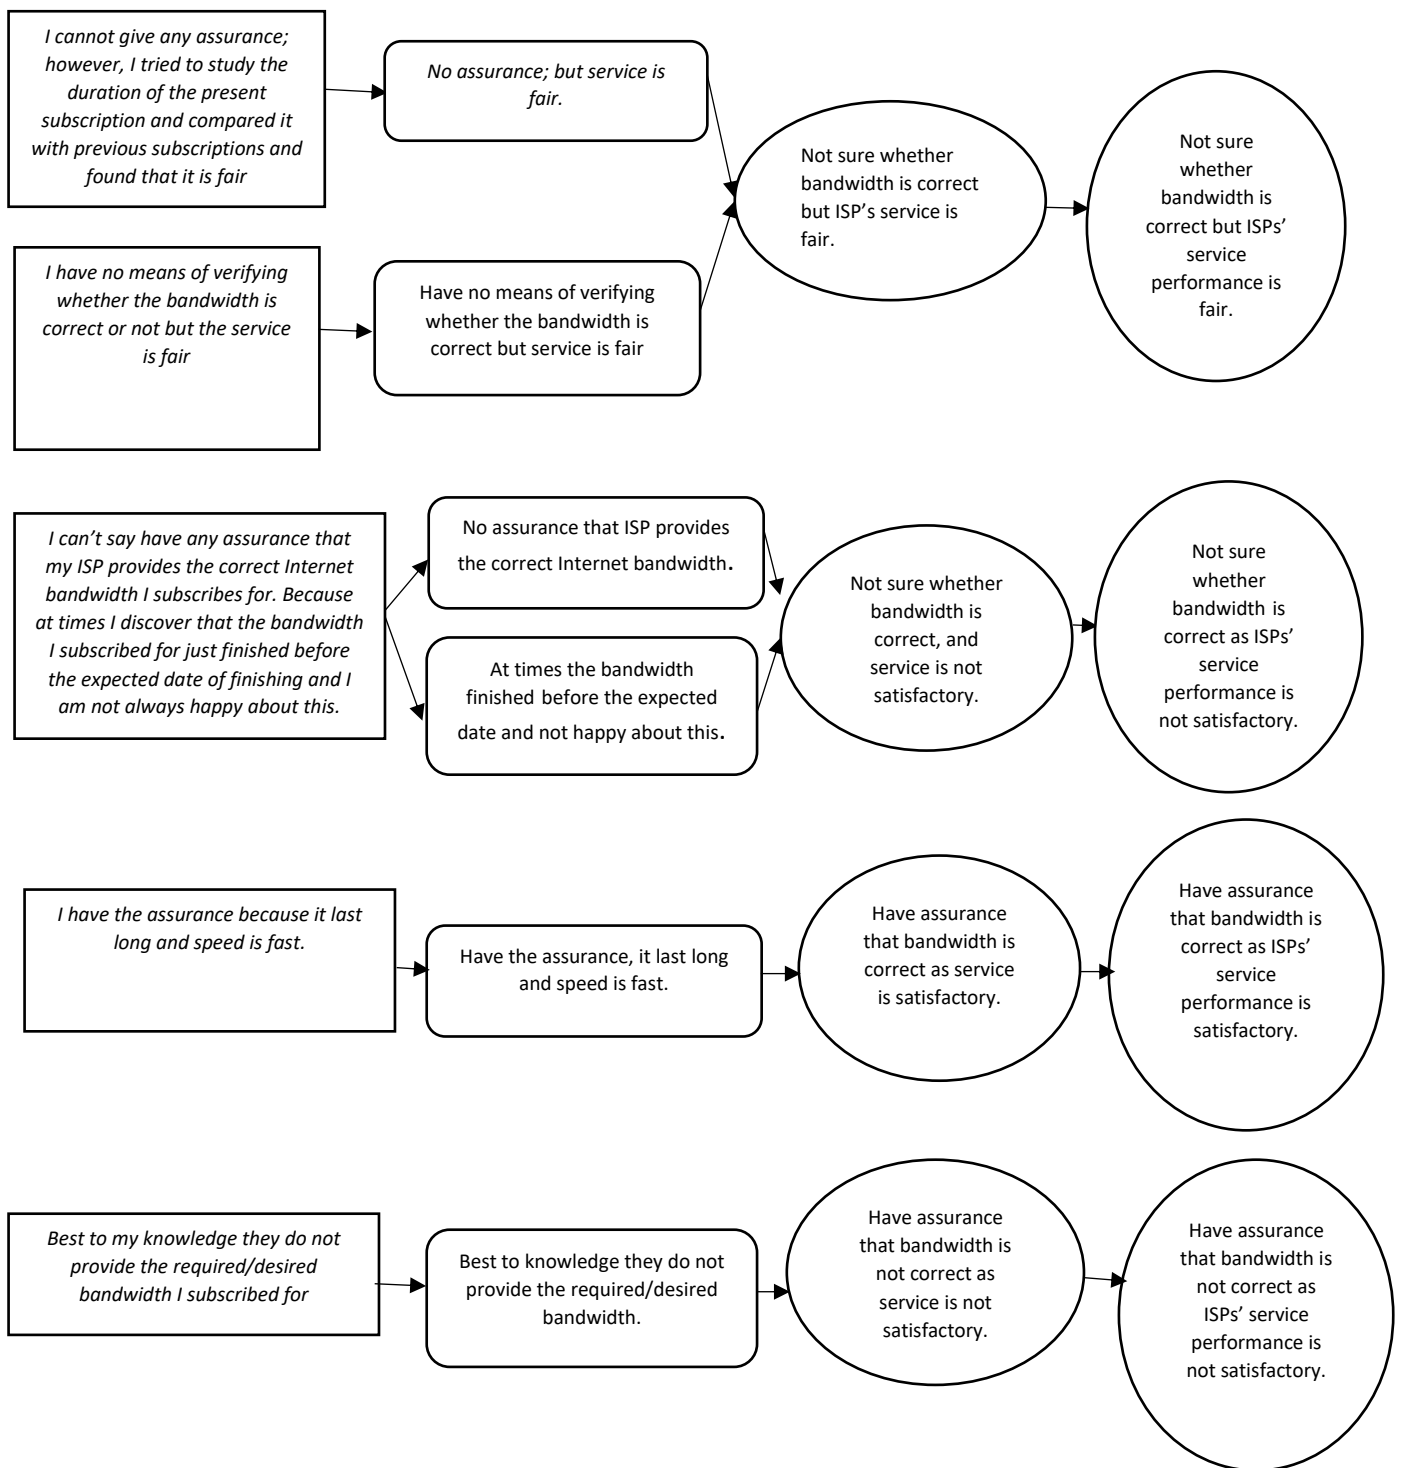 I cannot give any assurance;
however, I tried to study the
duration of the present
subscription and compared it
with previous subscriptions and
found that it is fair
No assurance; but service is
fair.
Not sure whether
bandwidth is correct
but ISP’s service is
fair.
Not sure
whether
bandwidth is
correct but ISPs’
service
performance is
fair.
I have no means of verifying
whether the bandwidth is
correct or not but the service
is fair
Have no means of verifying
whether the bandwidth is
correct but service is fair
I can’t say have any assurance that
my ISP provides the correct Internet
bandwidth I subscribes for. Because
at times I discover that the bandwidth
I subscribed for just finished before
the expected date of finishing and I
am not always happy about this.
No assurance that ISP provides
the correct Internet bandwidth.
At times the bandwidth
finished before the expected
date and not happy about this.
Not sure whether
bandwidth is
correct, and
service is not
satisfactory.
Not sure
whether
bandwidth is
correct as ISPs’
service
performance is
not satisfactory.
I have the assurance because it last
long and speed is fast.
Have the assurance, it last long
and speed is fast.
Have assurance
that bandwidth is
correct as service
is satisfactory.
Have assurance
that bandwidth is
correct as ISPs’
service
performance is
satisfactory.
Best to my knowledge they do not
provide the required/desired
bandwidth I subscribed for
Best to knowledge they do not
provide the required/desired
bandwidth.
Have assurance
that bandwidth is
not correct as
service is not
satisfactory.
Have assurance
that bandwidth is
not correct as
ISPs’ service
performance is
not satisfactory.